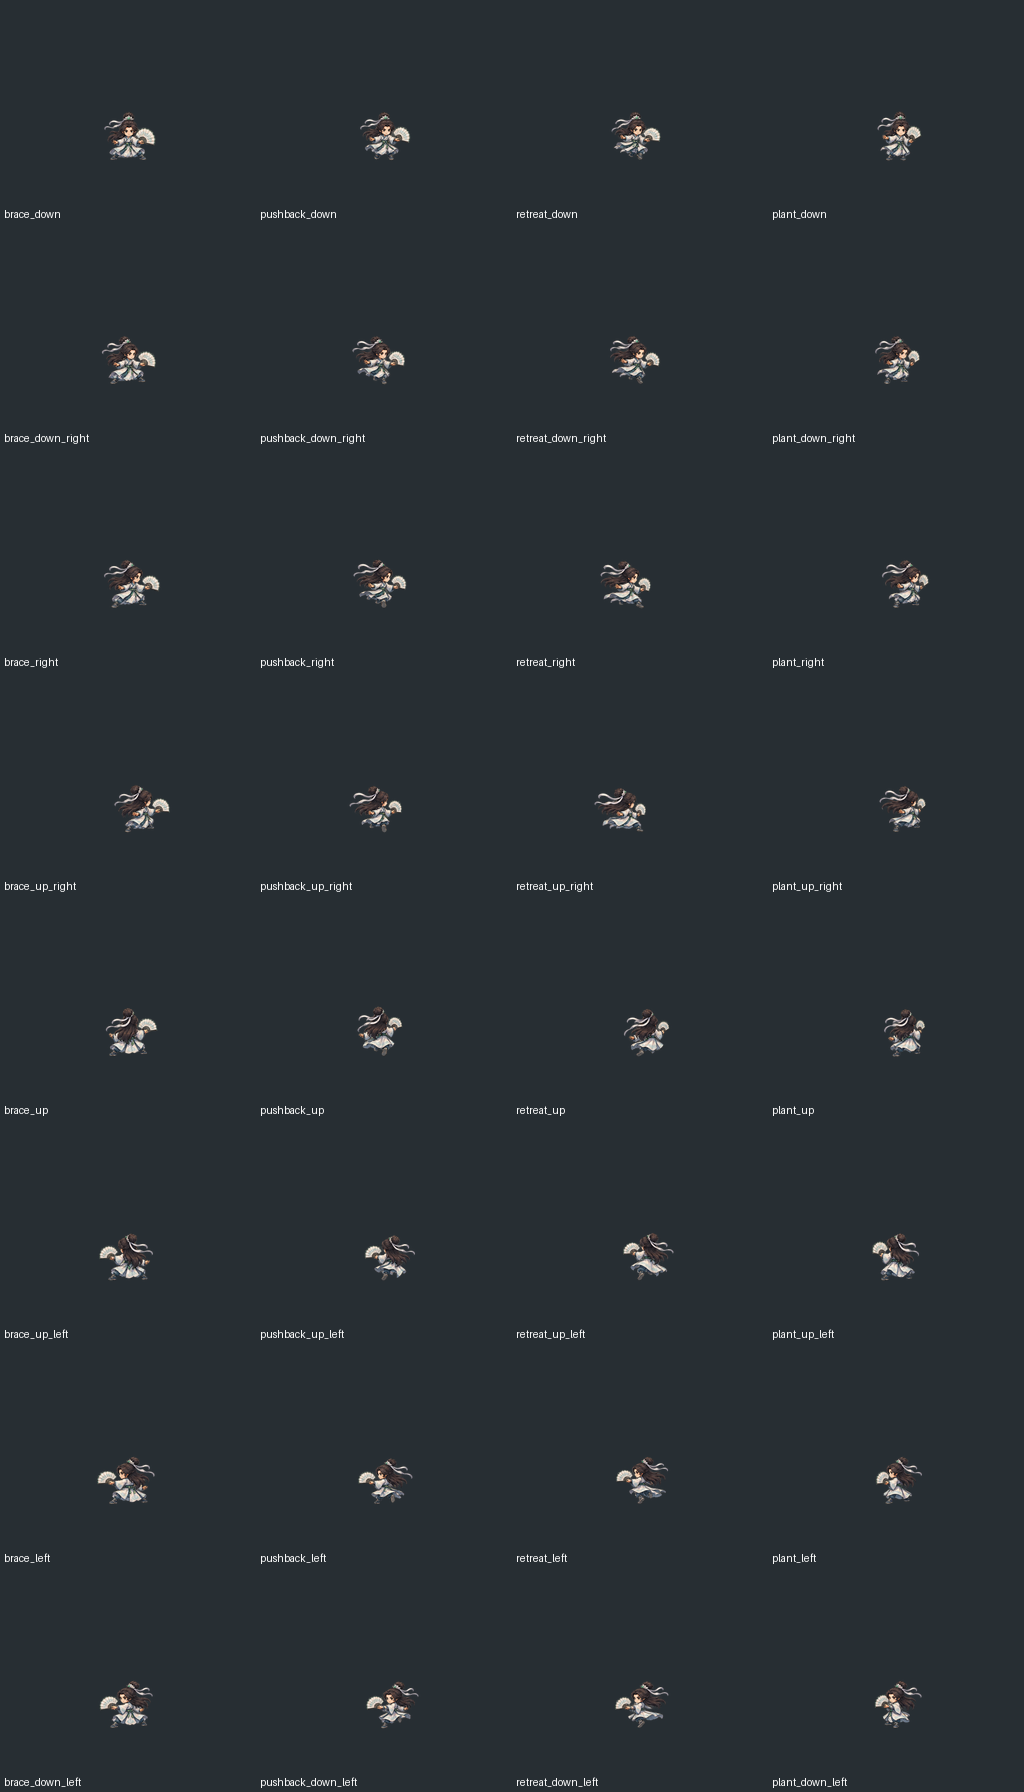 brace_down
pushback_down
retreat_down
plant_down
brace_down_right
pushback_down_right
retreat_down_right
plant_down_right
brace_right
pushback_right
retreat_right
plant_right
brace_up_right
pushback_up_right
retreat_up_right
plant_up_right
brace_up
pushback_up
retreat_up
plant_up
brace_up_left
pushback_up_left
retreat_up_left
plant_up_left
brace_left
pushback_left
retreat_left
plant_left
brace_down_left
pushback_down_left
retreat_down_left
plant_down_left